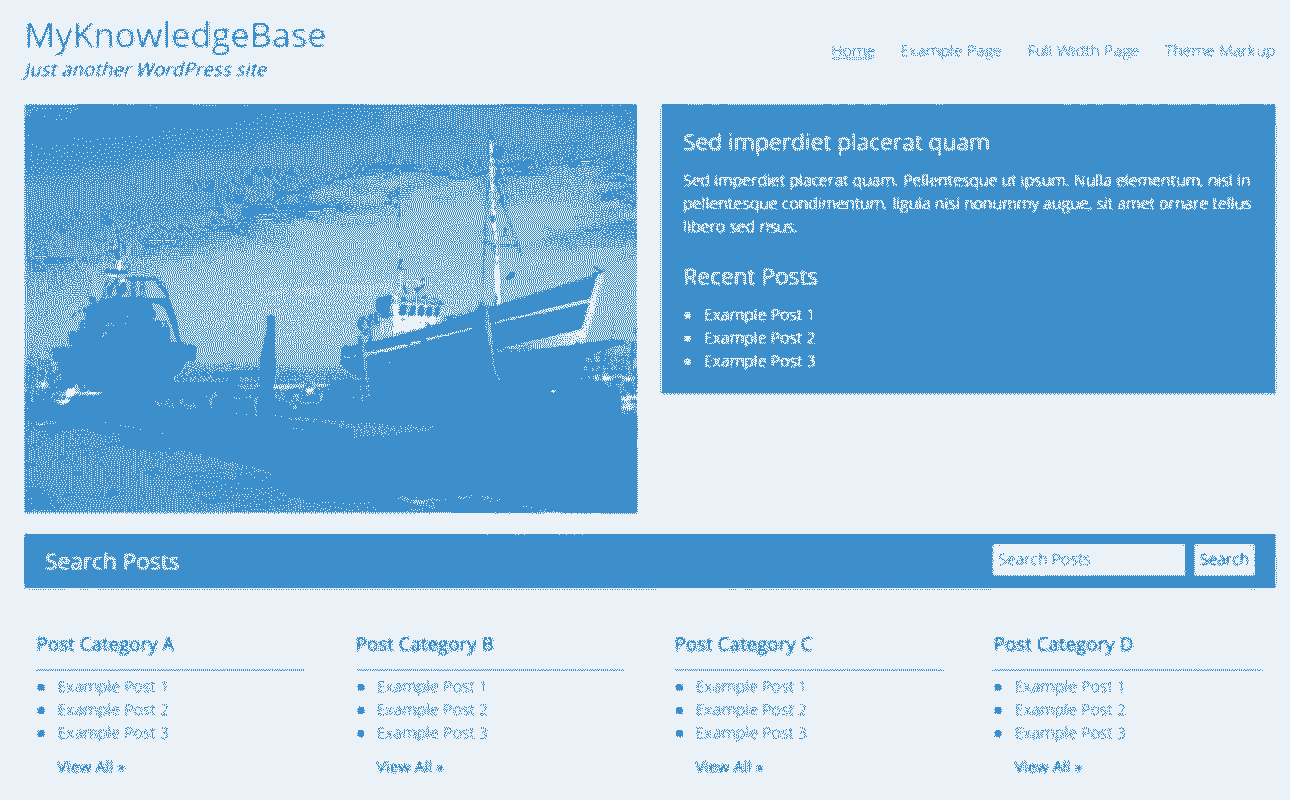 MyKnowledgeBase
Just another WordPress site
Home Example Page Full Width Page Theme Markup
Sed imperdiet placerat quam
Sed imperdiet placerat quam. Pellentesque ut ipsum. Nulla elementum, nisl in
pellentesque condimentum, ligula nisi nonummy augue, sit amet ornare tellus
libero sed risus.
Recent Posts
Example Post 1
Example Post 2
Example Post 3
Search Posts
Search Posts Search
Post Category A
Example Post 1
Example Post 2
Example Post 3
View All »
Post Category B
Example Post 1
Example Post 2
Example Post 3
View All »
Post Category C
Example Post 1
Example Post 2
Example Post 3
View All »
Post Category D
Example Post 1
Example Post 2
Example Post 3
View All »